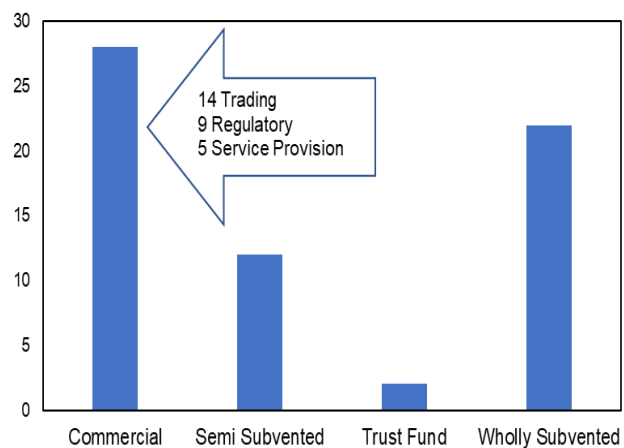 30
25
20
15
10
5
0
14 Trading
9 Regulatory
5 Service Provision
Commercial Semi Subvented Trust Fund Wholly Subvented